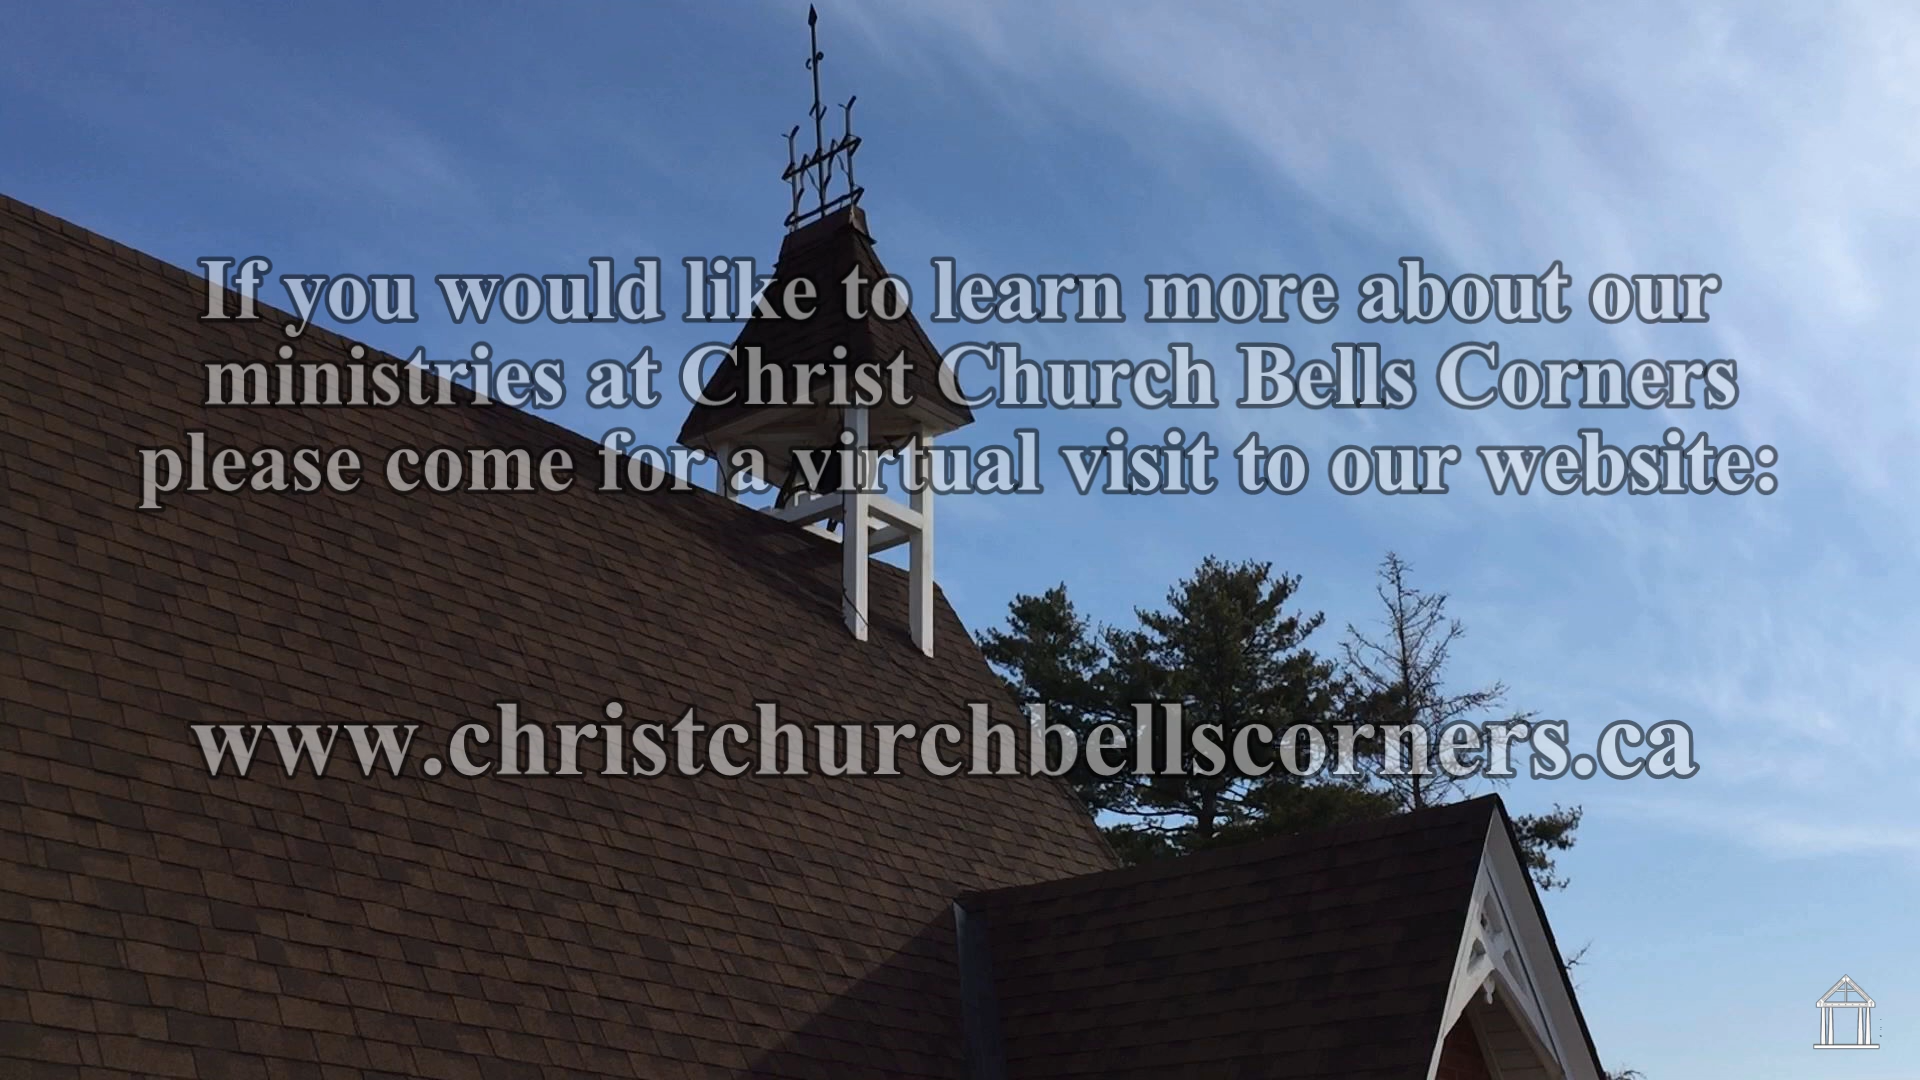 If you would like to learn more about our
ministries at Christ Church Bells Corners
please come for a virtual visit to our website:
www.christchurchbellscorners.ca